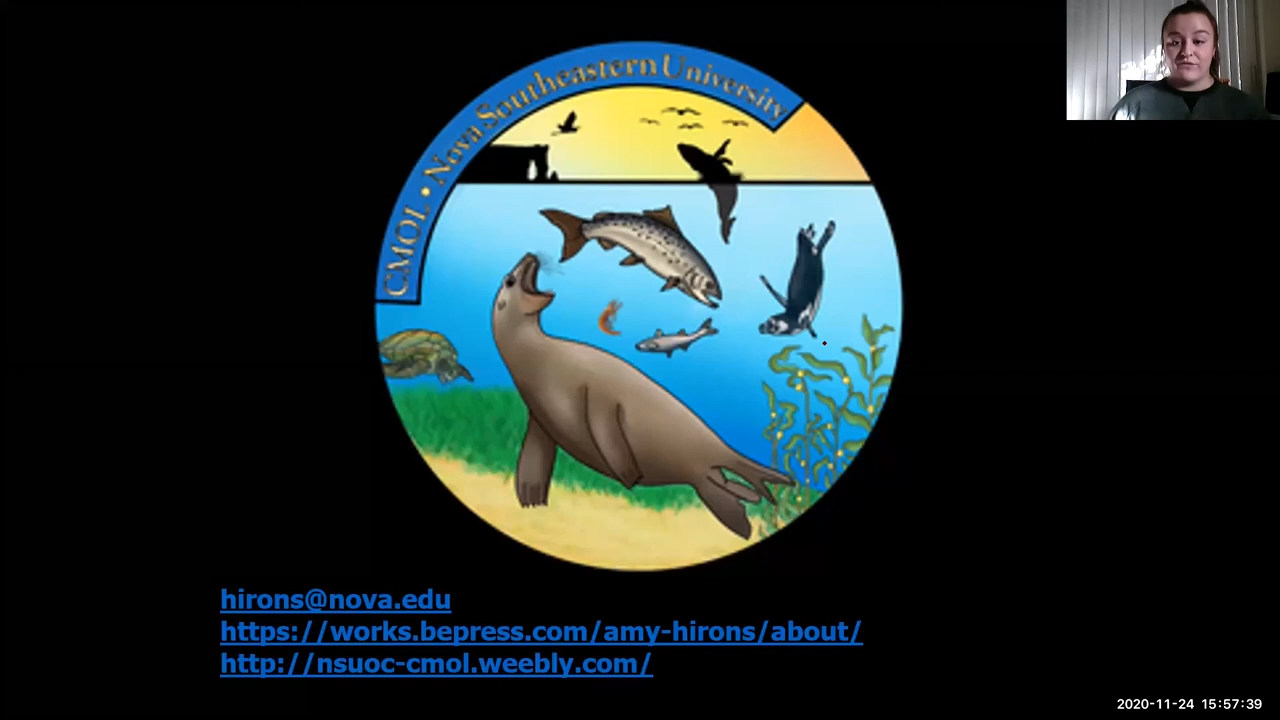 CMOL • Nova Southeastern University
hirons@nova.edu
https://works.bepress.com/amy-hirons/about/
http://nsuoc-cmol.weebly.com/
2020-11-24 15:57:39